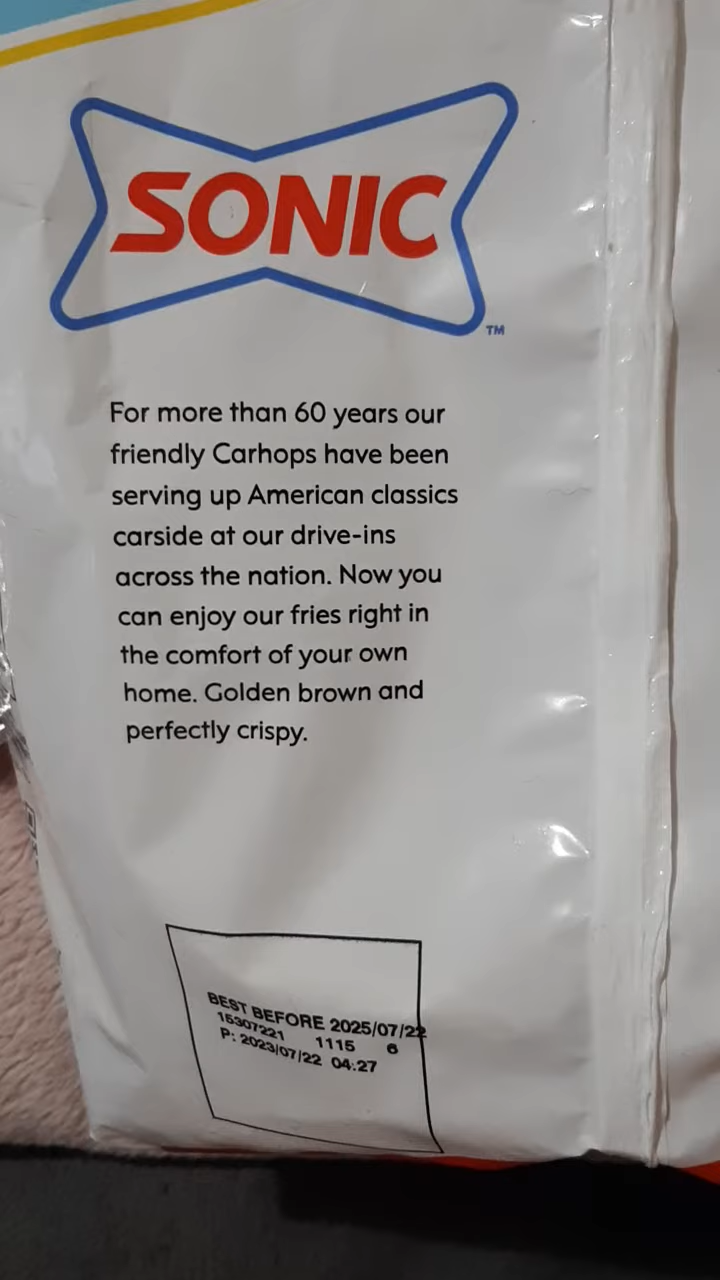 SONIC
TM
For more than 60 years our
friendly Carhops have been
serving up American classics
carside at our drive-ins
across the nation. Now you
can enjoy our fries right in
the comfort of your own
home. Golden brown and
perfectly crispy.
BEST BEFORE 2025/07/22
15307221 1115 6
P: 2023/07/22 04:27